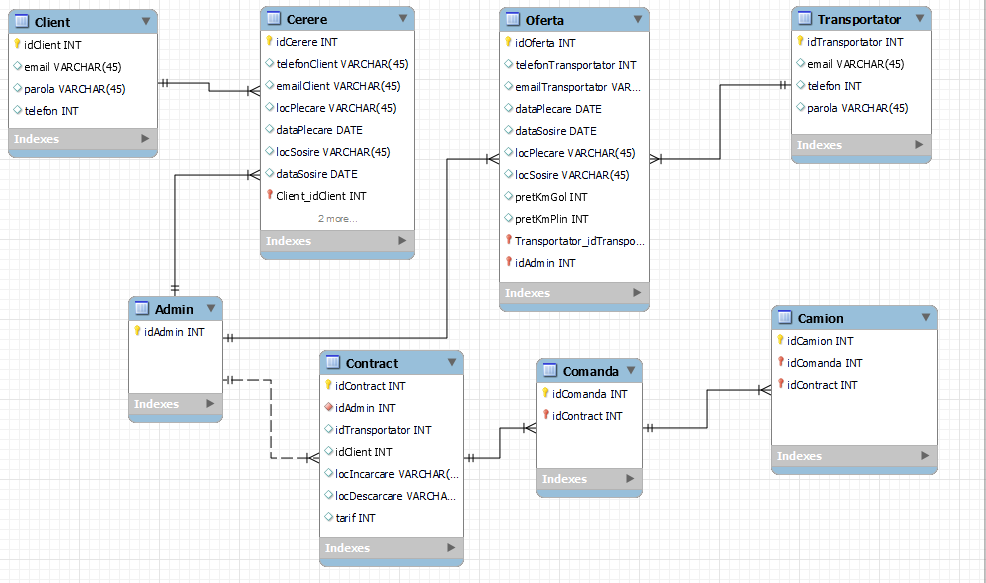 Client
idClient INT
email VARCHAR(45)
parola VARCHAR(45)
telefon INT
Indexes
Cerere
idCerere INT
telefonClient VARCHAR(45)
emailClient VARCHAR(45)
locPlecare VARCHAR(45)
dataPlecare DATE
locSosire VARCHAR(45)
dataSosire DATE
Client_idClient INT
2 more...
Indexes
Oferta
idOferta INT
telefonTransportator INT
emailTransportator VAR...
dataPlecare DATE
dataSosire DATE
locPlecare VARCHAR(45)
locSosire VARCHAR(45)
pretKmGol INT
pretKmPlin INT
Transportator_idTranspo...
idAdmin INT
Indexes
Transportator
idTransportator INT
email VARCHAR(45)
telefon INT
parola VARCHAR(45)
Indexes
Admin
idAdmin INT
Indexes
Contract
idContract INT
idAdmin INT
idTransportator INT
idClient INT
locIncarcare VARCHAR(...
locDescarcare VARCHA...
tarif INT
Indexes
Comanda
idComanda INT
idContract INT
Indexes
Camion
idCamion INT
idComanda INT
idContract INT
Indexes